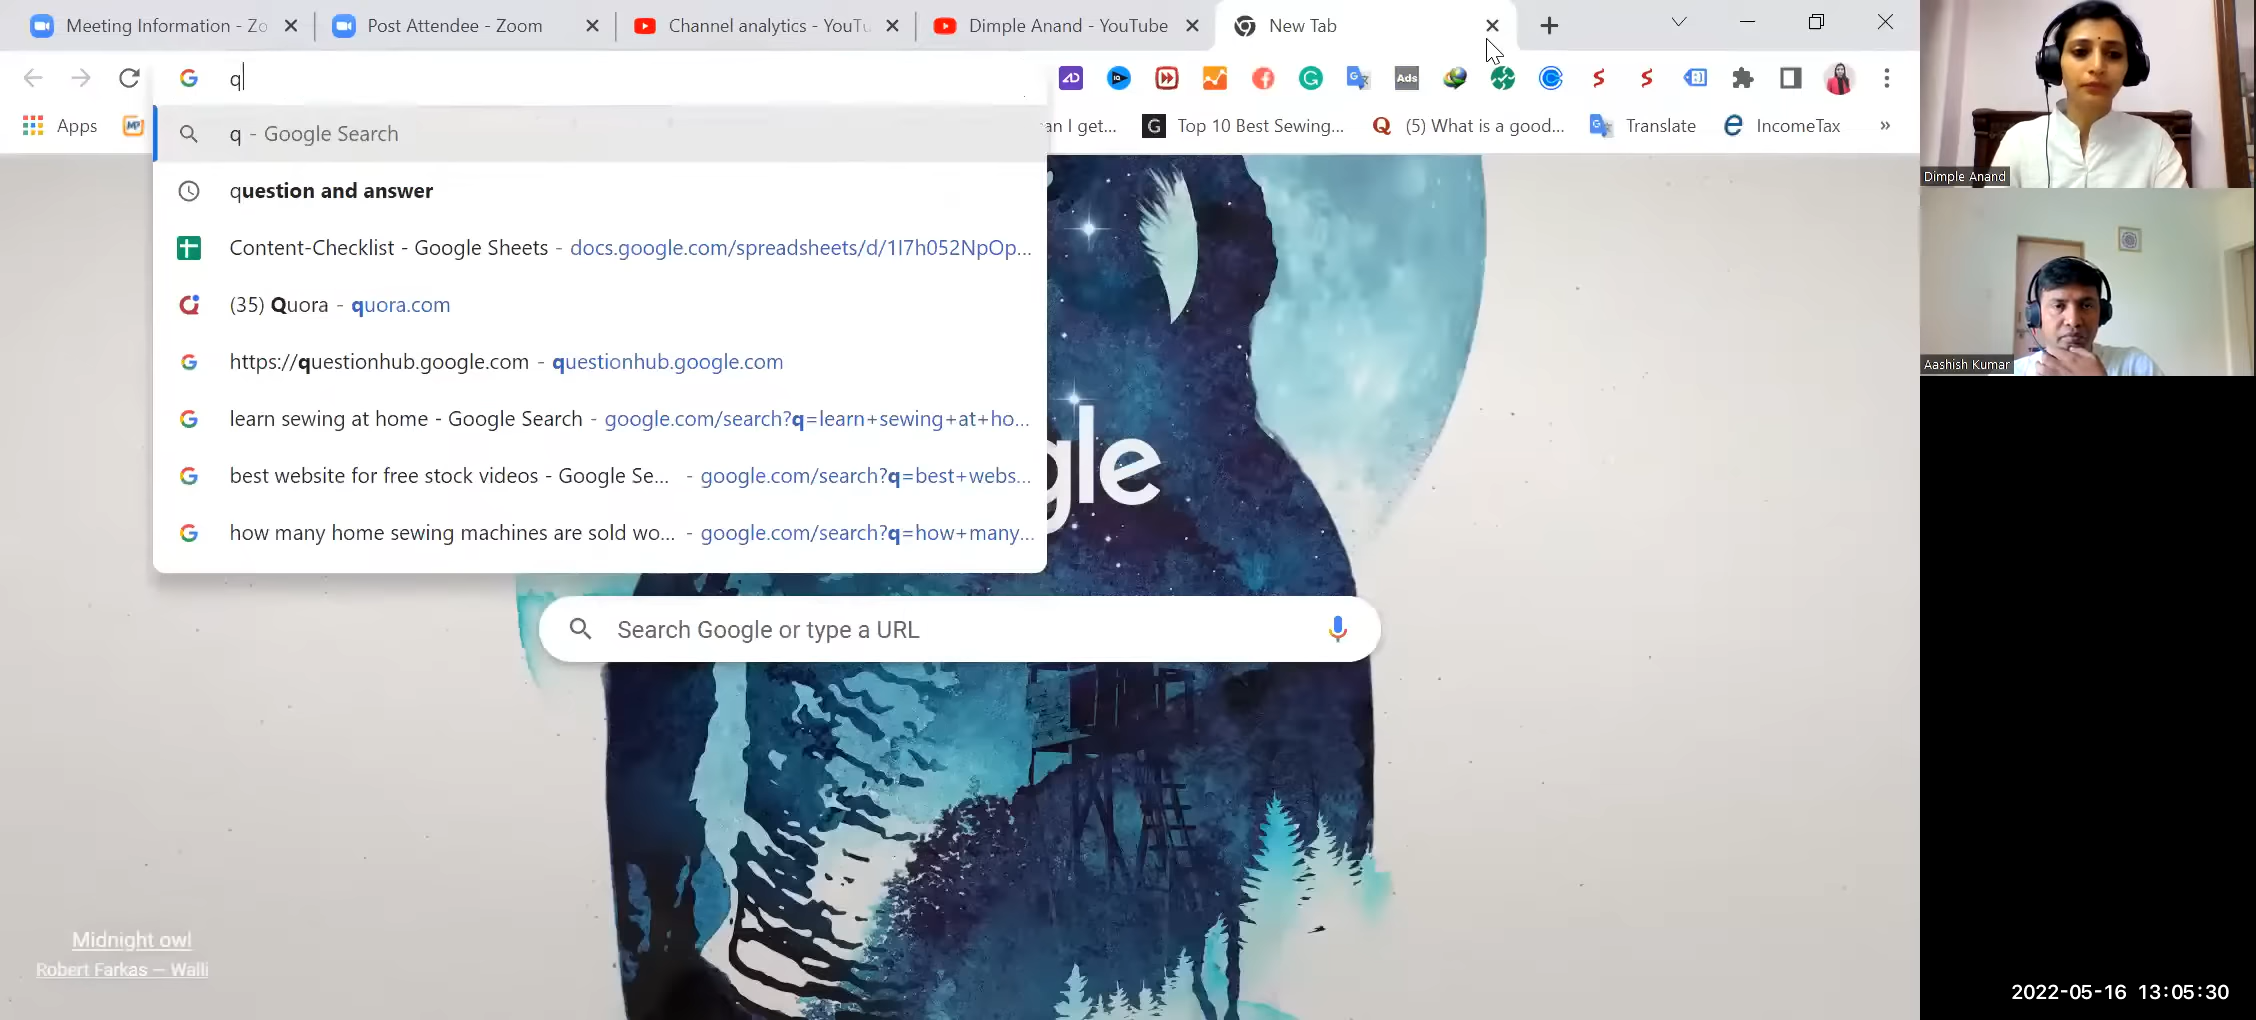 Meeting Information - Zo
Post Attendee - Zoom
Channel analytics - YouTu
Dimple Anand - YouTube
New Tab
q
Apps
an I get...
Top 10 Best Sewing...
(5) What is a good...
Translate
IncomeTax
»
q - Google Search
question and answer
Content-Checklist - Google Sheets - docs.google.com/spreadsheets/d/1I7h052NpOp...
(35) Quora - quora.com
https://questionhub.google.com - questionhub.google.com
learn sewing at home - Google Search - google.com/search?q=learn+sewing+at+ho...
best website for free stock videos - Google Se... - google.com/search?q=best+webs...
how many home sewing machines are sold wo... - google.com/search?q=how+many...
gle
Search Google or type a URL
Midnight owl
Robert Farkas — Walli
Dimple Anand
Aashish Kumar
2022-05-16 13:05:30